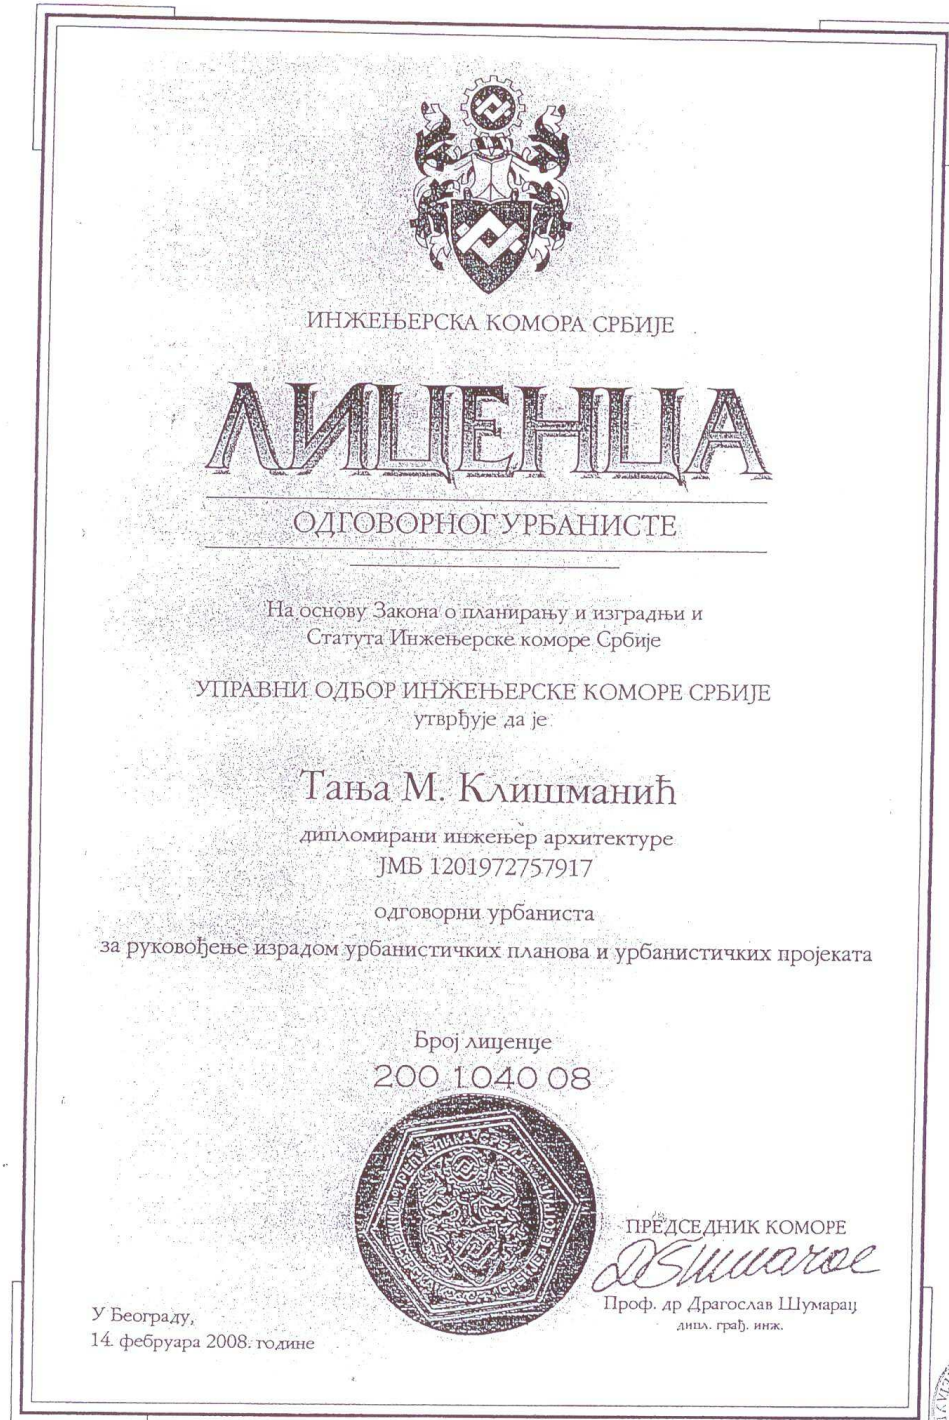 ИНЖЕЊЕРСКА КОМОРА СРБИЈЕ
ЛИЦЕНЦА
ОДГОВОРНОГ УРБАНИСТЕ
На основу Закона о планирању и изградњи и
Статута Инжењерске коморе Србије
УПРАВНИ ОДБОР ИНЖЕЊЕРСКЕ КОМОРЕ СРБИЈЕ
утврђује да је
Тања М. Клишманић
дипломирани инжењер архитектуре
ЈМБ 1201972757917
одговорни урбаниста
за руковођење израдом урбанистичких планова и урбанистичких пројеката
Број лиценце
200 1040 08
ПРЕДСЕДНИК КОМОРЕ
Проф. др Драгослав Шумарац
дипл. грађ. инж.
У Београду,
14. фебруара 2008. године